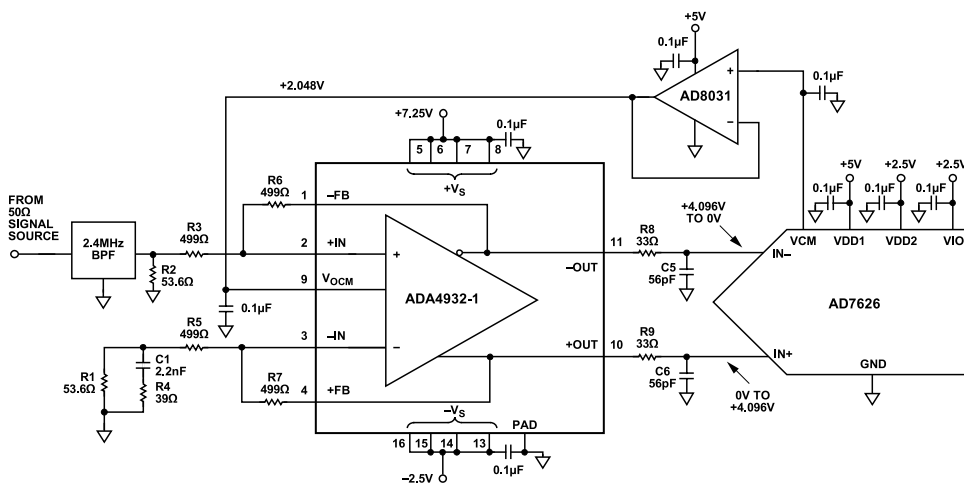 +5V
0.1µF
+
AD8031
−
0.1µF
+2.048V
+7.25V
0.1µF
5 6 7 8
+VS
+5V
+2.5V
+2.5V
0.1µF
0.1µF
0.1µF
VCM
VDD1
VDD2
VIO
FROM
50Ω
SIGNAL
SOURCE
2.4MHz
BPF
R2
53.6Ω
R3
499Ω
R6
499Ω
1
−FB
2
+IN
+
9
VOCM
0.1µF
ADA4932-1
R5
499Ω
3
−IN
−
R7
499Ω
4
+FB
R1
53.6Ω
C1
2.2nF
R4
39Ω
11
−OUT
R8
33Ω
C5
56pF
+4.096V
TO 0V
IN−
AD7626
+OUT
10
R9
33Ω
C6
56pF
IN+
0V TO
+4.096V
GND
−VS
16 15 14 13
PAD
0.1µF
−2.5V